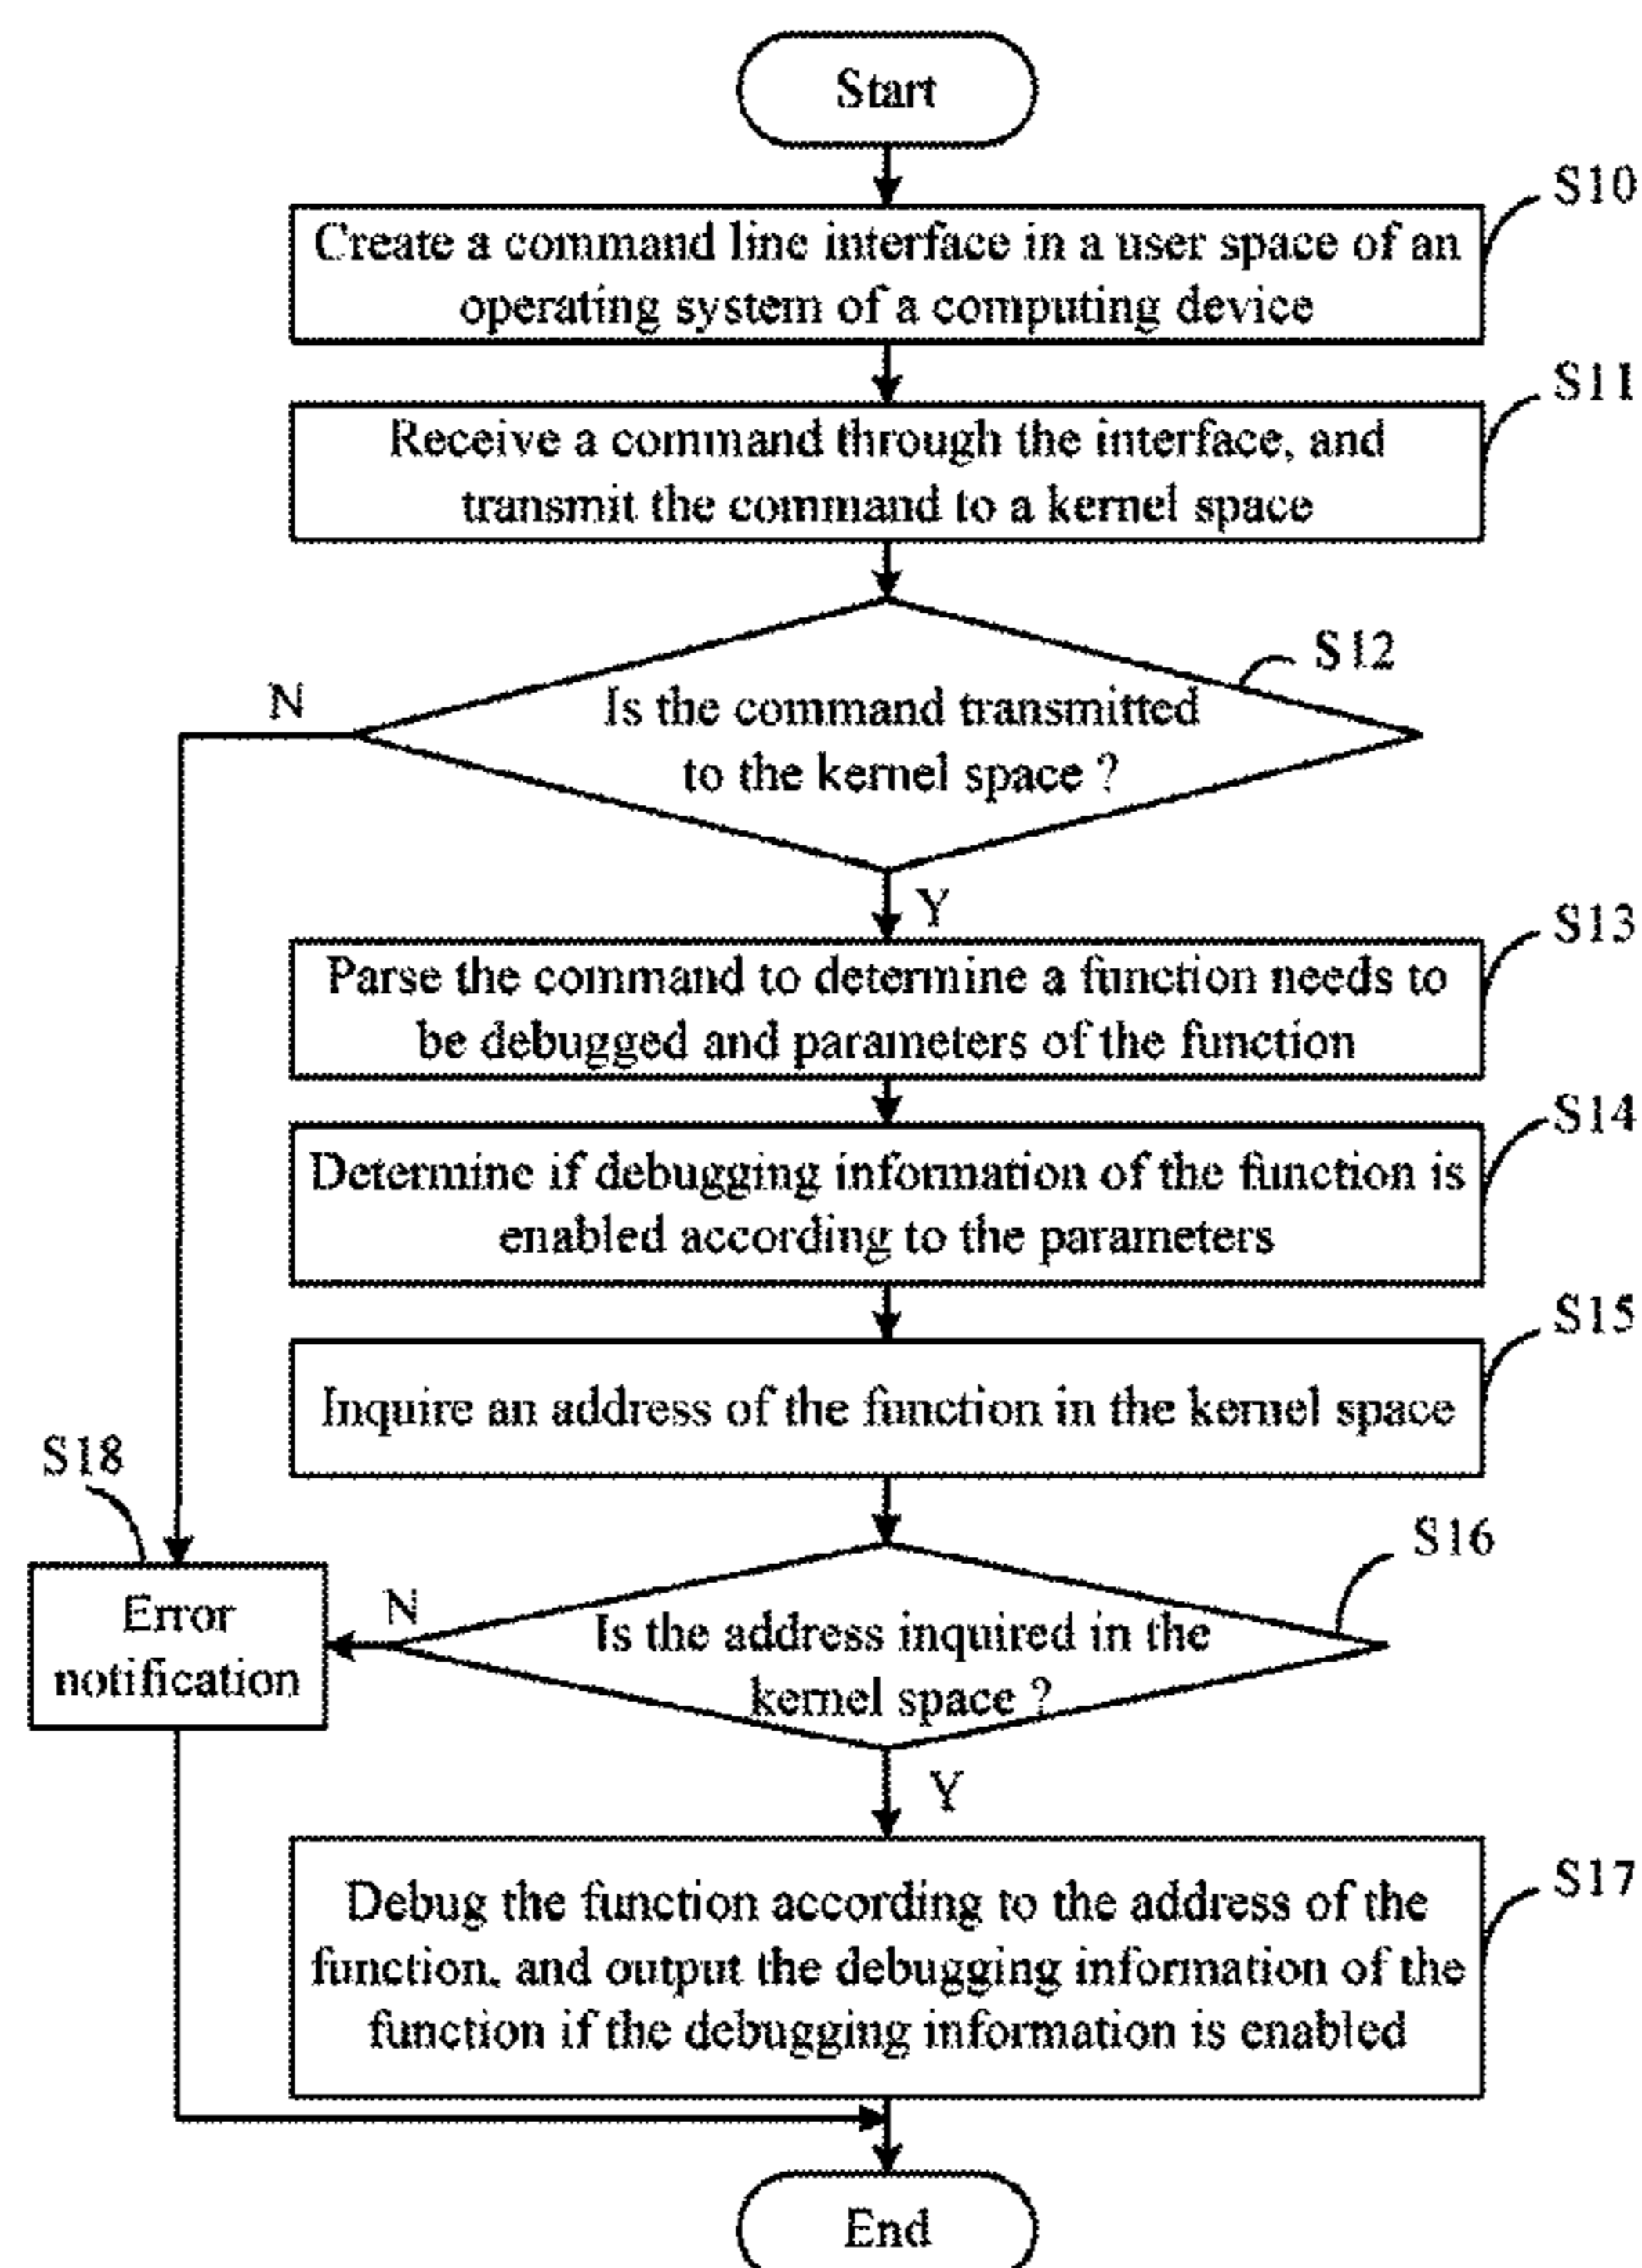 Start
S10
Create a command line interface in a user space of an
operating system of a computing device
S11
Receive a command through the interface, and
transmit the command to a kernel space
S12
N
Is the command transmitted
to the kernel space ?
Y
S13
Parse the command to determine a function needs to
be debugged and parameters of the function
S14
Determine if debugging information of the function is
enabled according to the parameters
S15
Inquire an address of the function in the kernel space
S18
S16
Error
notification
N
Is the address inquired in the
kernel space ?
Y
S17
Debug the function according to the address of the
function, and output the debugging information of the
function if the debugging information is enabled
End